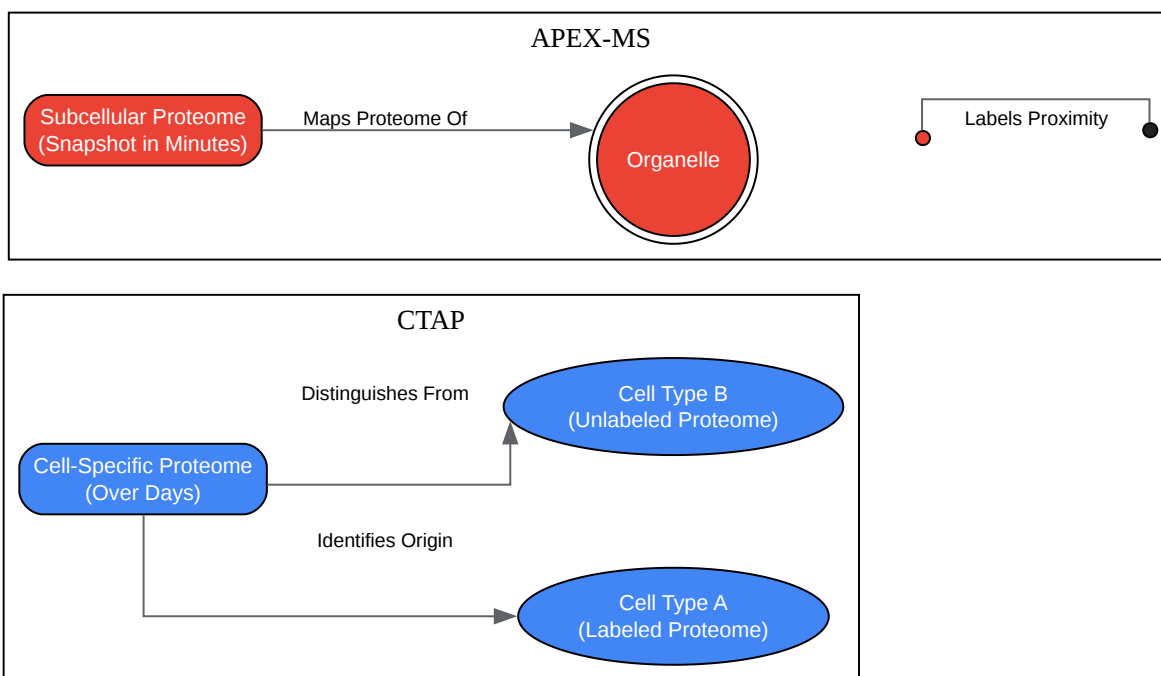 APEX-MS
Subcellular Proteome
(Snapshot in Minutes)
Maps Proteome Of
Organelle
Labels Proximity
CTAP
Distinguishes From
Cell Type B
(Unlabeled Proteome)
Cell-Specific Proteome
(Over Days)
Identifies Origin
Cell Type A
(Labeled Proteome)